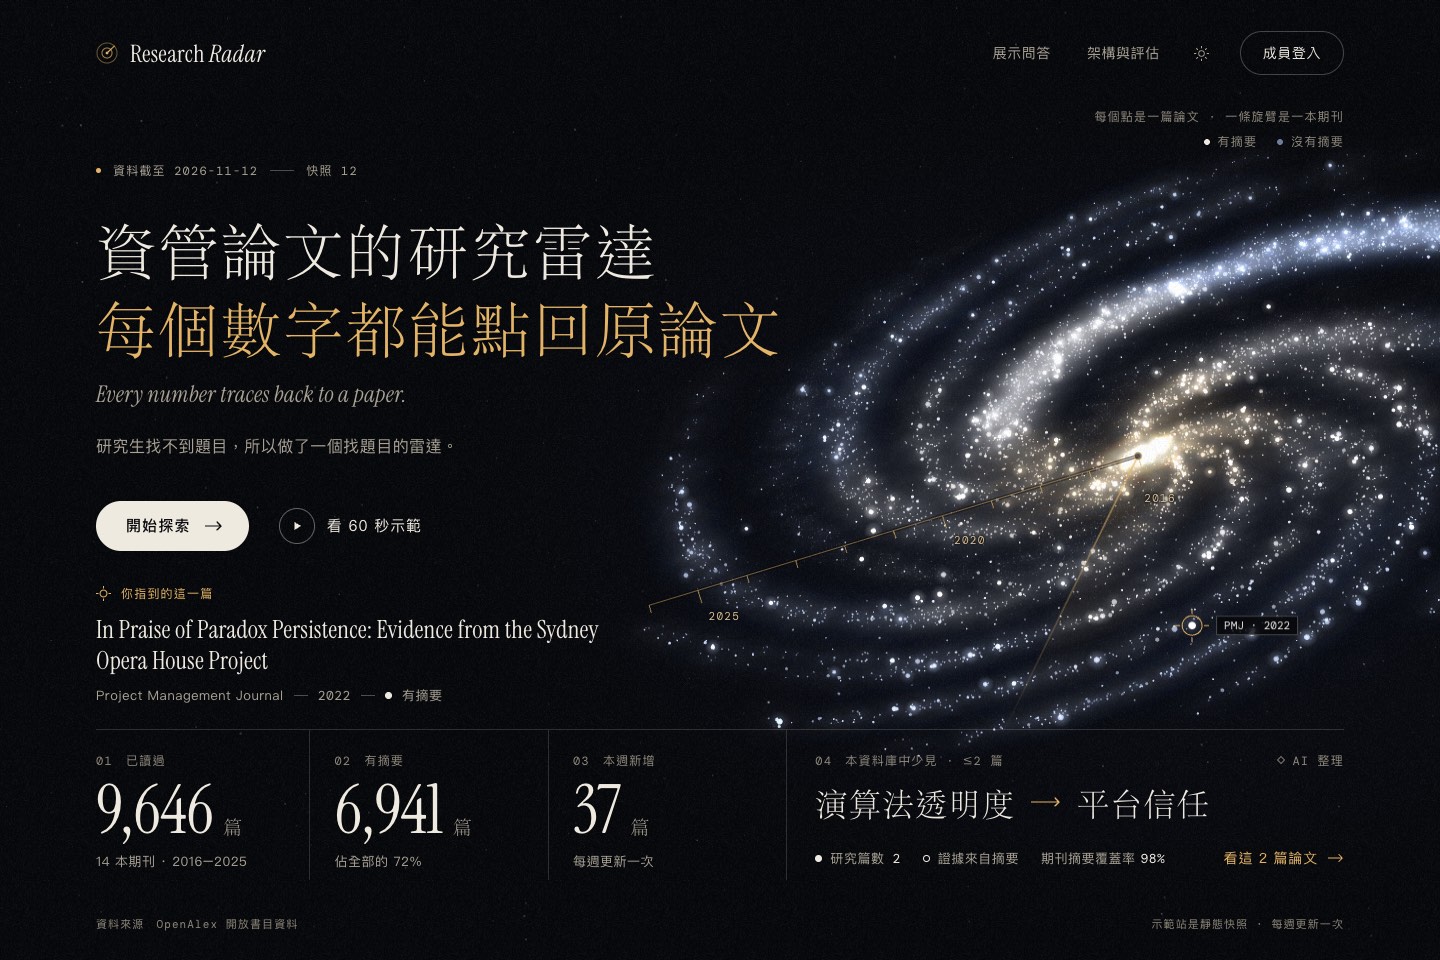 Research Radar
展示問答
架構與評估
成員登入
每個點是一篇論文 · 一條旋臂是一本期刊
有摘要 沒有摘要
資料截至 2026-11-12 —— 快照 12
資管論文的研究雷達
每個數字都能點回原論文
Every number traces back to a paper.
研究生找不到題目，所以做了一個找題目的雷達。
開始探索 →
看 60 秒示範
2016
2020
2025
你指到的這一篇
In Praise of Paradox Persistence: Evidence from the Sydney
Opera House Project
Project Management Journal — 2022 — 有摘要
PMJ · 2022
01 已讀過
9,646 篇
14 本期刊 · 2016—2025
02 有摘要
6,941 篇
佔全部的 72%
03 本週新增
37 篇
每週更新一次
04 本資料庫中少見 · ≤2 篇
◇ AI 整理
演算法透明度 → 平台信任
研究篇數 2 證據來自摘要 期刊摘要覆蓋率 98%
看這 2 篇論文 →
資料來源 OpenAlex 開放書目資料
示範站是靜態快照 · 每週更新一次